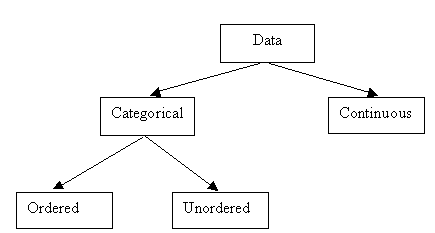 Data
Categorical
Continuous
Ordered
Unordered